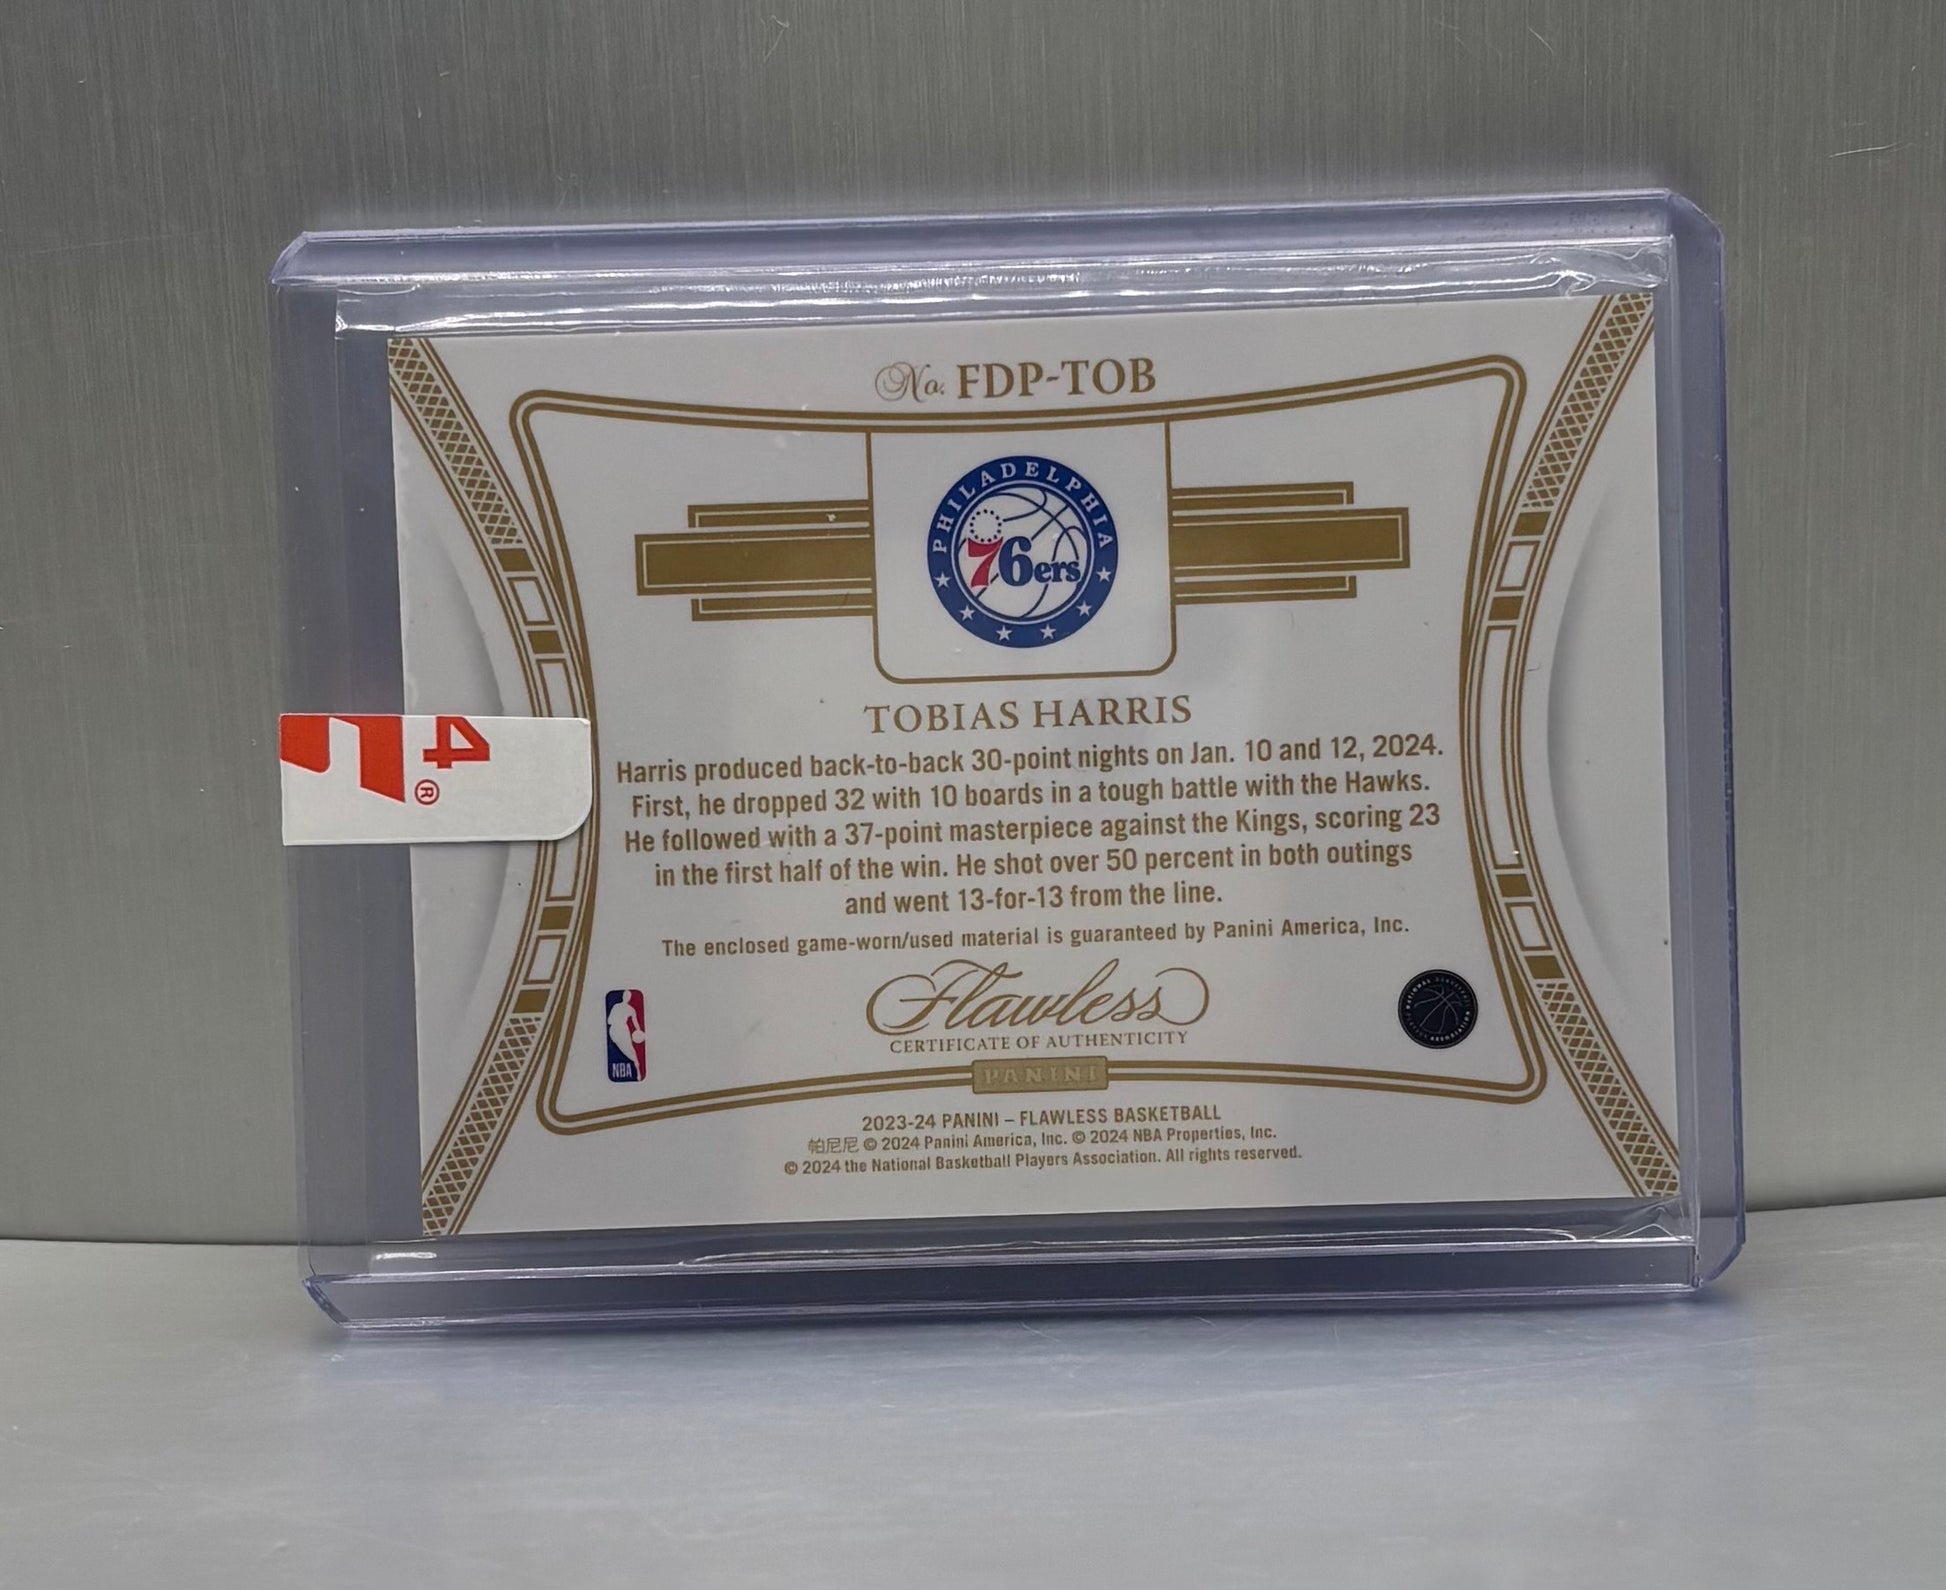 No. FDP-TOB
PHILADELPHIA
76ers
TOBIAS HARRIS
Harris produced back-to-back 30-point nights on Jan. 10 and 12, 2024.
First, he dropped 32 with 10 boards in a tough battle with the Hawks.
He followed with a 37-point masterpiece against the Kings, scoring 23
in the first half of the win. He shot over 50 percent in both outings
and went 13-for-13 from the line.
The enclosed game-worn/used material is guaranteed by Panini America, Inc.
4
®
Flawless
CERTIFICATE OF AUTHENTICITY
NBA
NATIONAL BASKETBALL PLAYERS ASSOCIATION
PANINI
2023-24 PANINI – FLAWLESS BASKETBALL
帕尼尼 © 2024 Panini America, Inc. © 2024 NBA Properties, Inc.
© 2024 the National Basketball Players Association. All rights reserved.